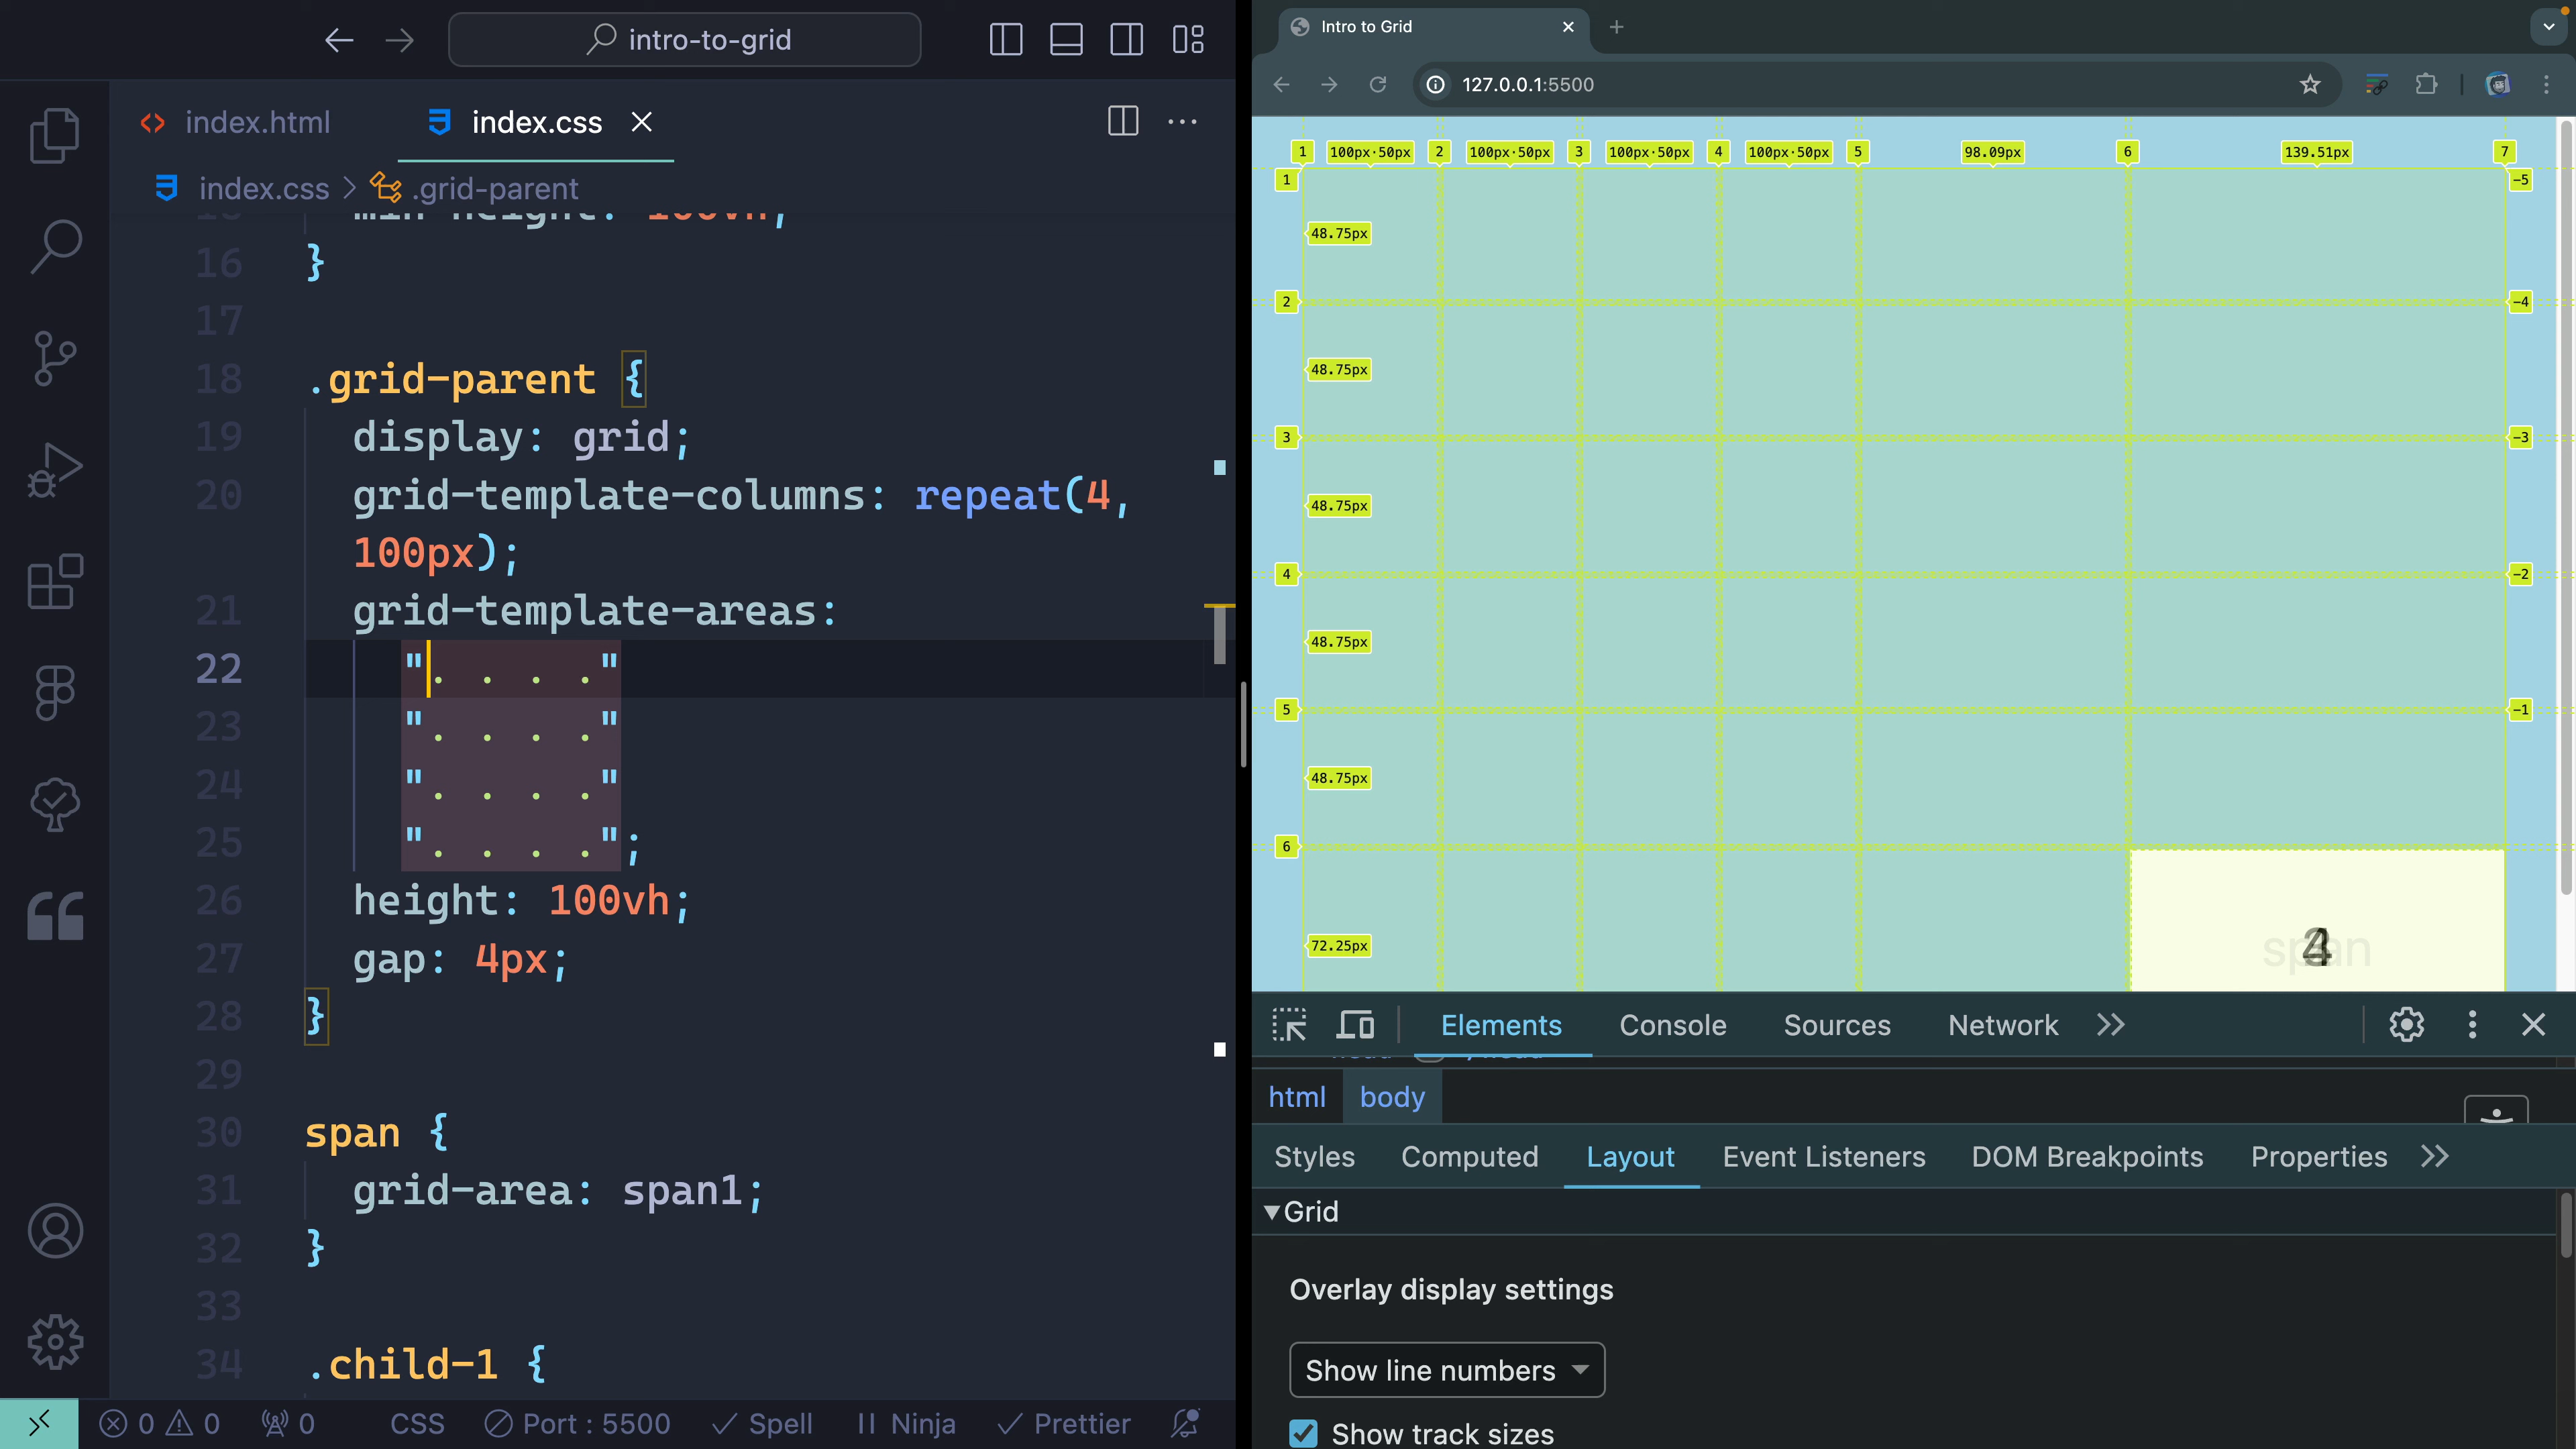 intro-to-grid
index.html
index.css
index.css > .grid-parent
16 }
17
18 .grid-parent {
19 display: grid;
20 grid-template-columns: repeat(4,
100px);
21 grid-template-areas:
22 ". . . ."
23 ". . . ."
24 ". . . ."
25 ". . . .";
26 height: 100vh;
27 gap: 4px;
28 }
29
30 span {
31 grid-area: span1;
32 }
33
34 .child-1 {
0 0 0 CSS Port : 5500 Spell Ninja Prettier
Intro to Grid
127.0.0.1:5500
1 100px·50px 2 100px·50px 3 100px·50px 4 100px·50px 5 98.09px 6 139.51px 7
1 -5
48.75px
2 -4
48.75px
3 -3
48.75px
4 -2
48.75px
5 -1
48.75px
6
72.25px
Elements Console Sources Network
html body
Styles Computed Layout Event Listeners DOM Breakpoints Properties
Grid
Overlay display settings
Show line numbers
Show track sizes